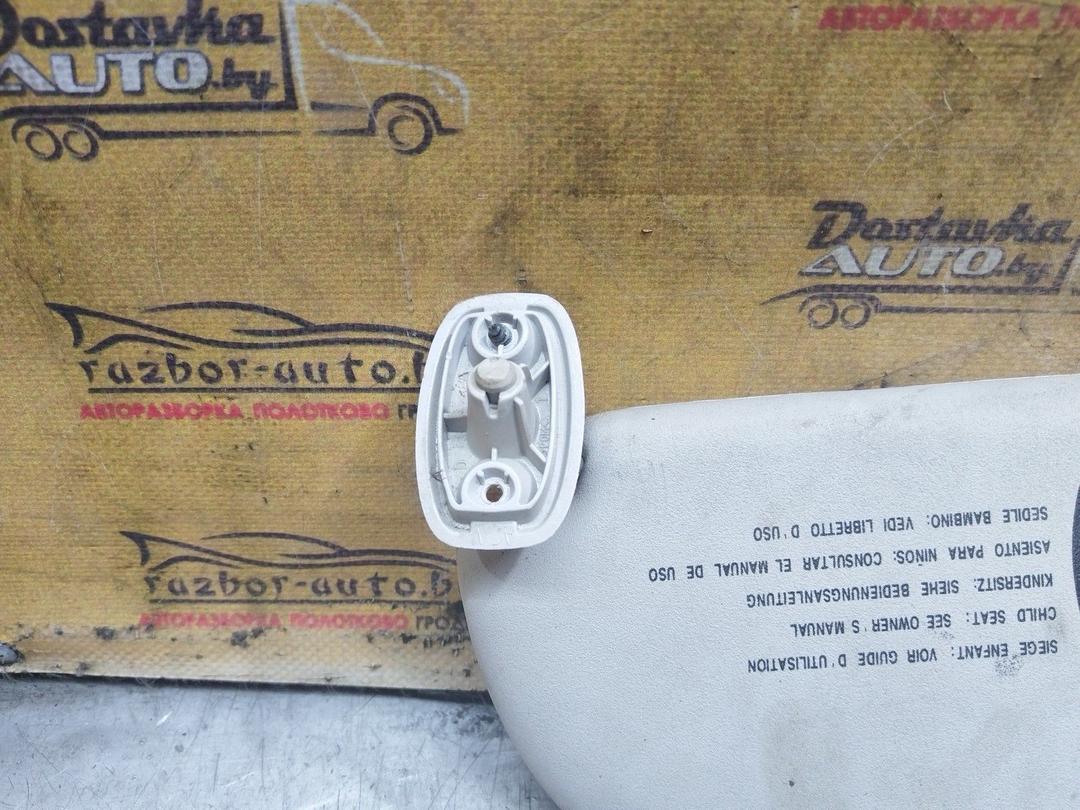 Dostavka
AUTO.by
АВТОРАЗБОРКА
Dostavka
AUTO.by
razbor-auto.b
АВТОРАЗБОРКА ПОЛОТКОВО
razbor-auto.b
АВТОРАЗБОРКА ПОЛОТКОВО ГРОД
SIEGE ENFANT: VOIR GUIDE D'UTILISATION
CHILD SEAT: SEE OWNER'S MANUAL
KINDERSITZ: SIEHE BEDIENUNGSANLEITUNG
ASIENTO PARA NIÑOS: CONSULTAR EL MANUAL DE USO
SEDILE BAMBINO: VEDI LIBRETTO D'USO